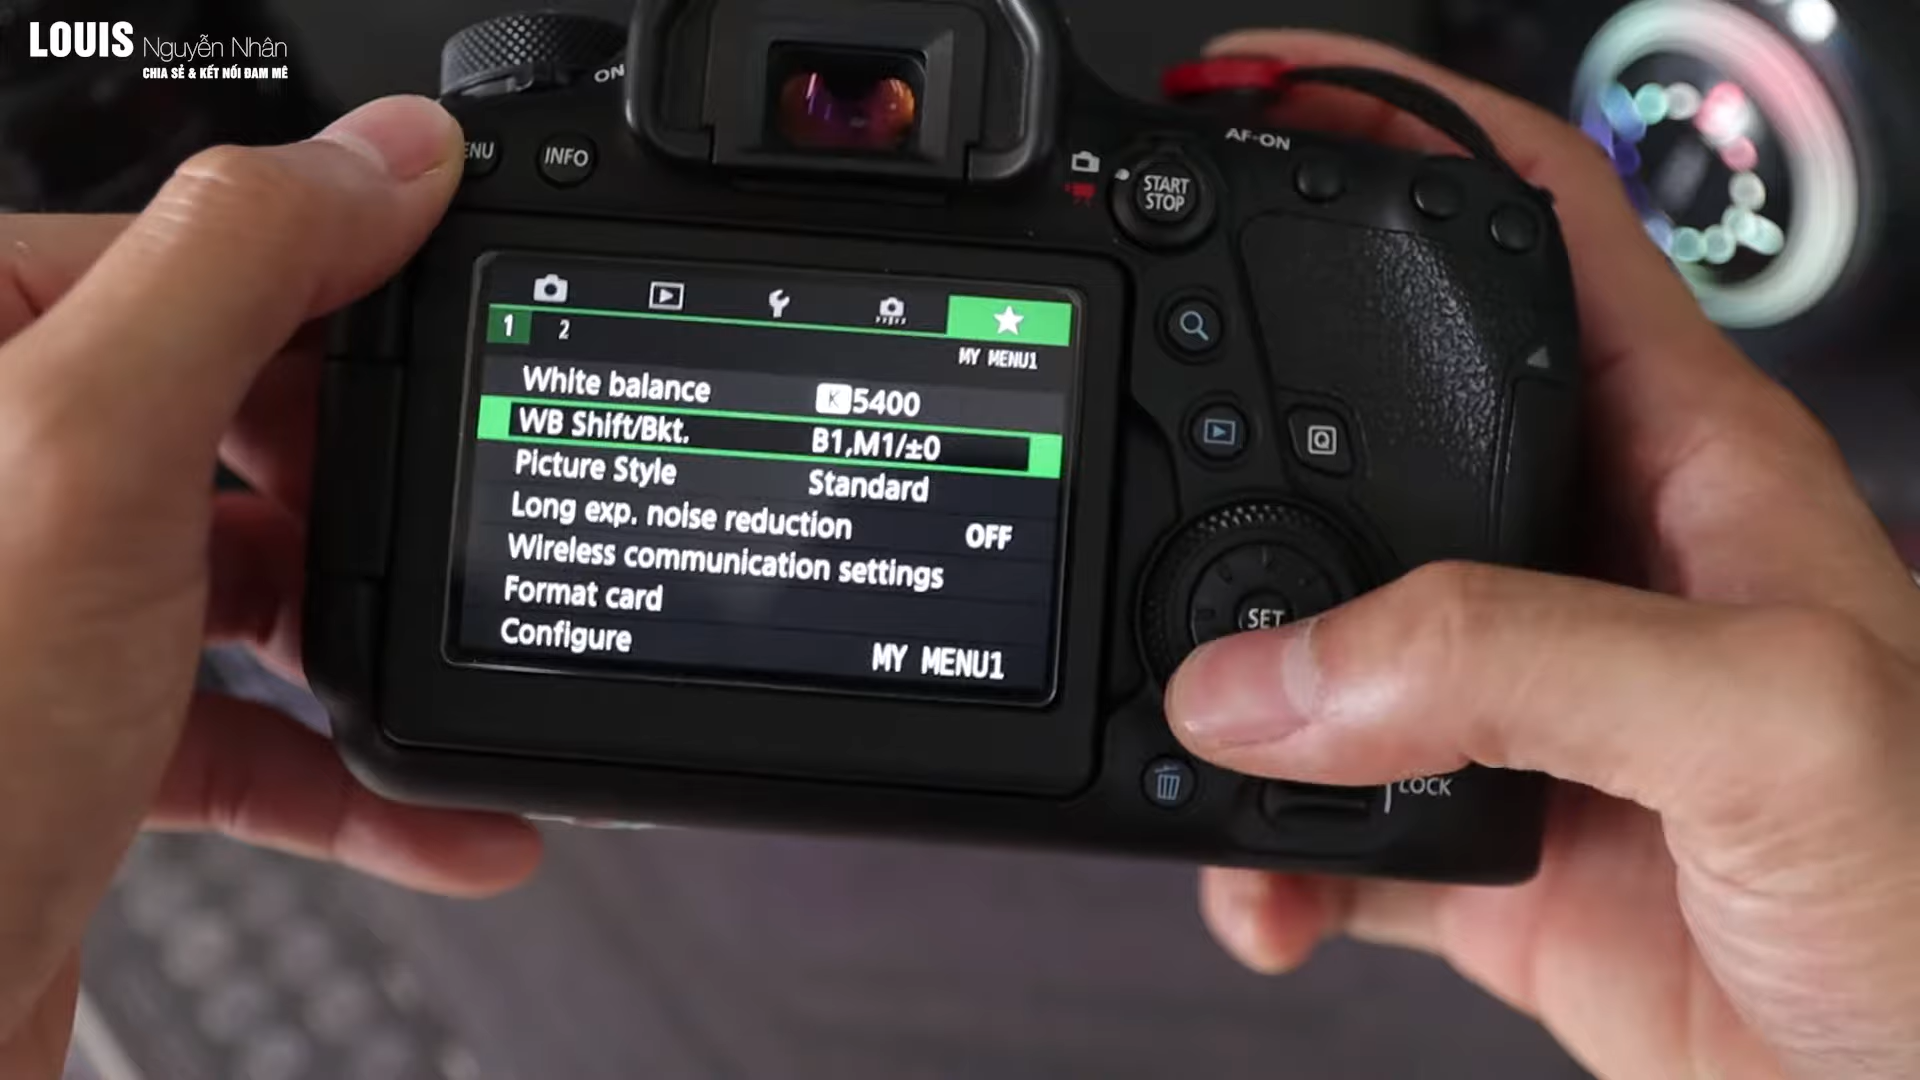 LOUIS Nguyễn Nhân
CHIA SẺ & KẾT NỐI ĐAM MÊ
ON
ENU
INFO
START
STOP
AF-ON
1 2
MY MENU1
White balance K 5400
WB Shift/Bkt. B1,M1/±0
Picture Style Standard
Long exp. noise reduction OFF
Wireless communication settings
Format card
Configure MY MENU1
Q
SET
LOCK